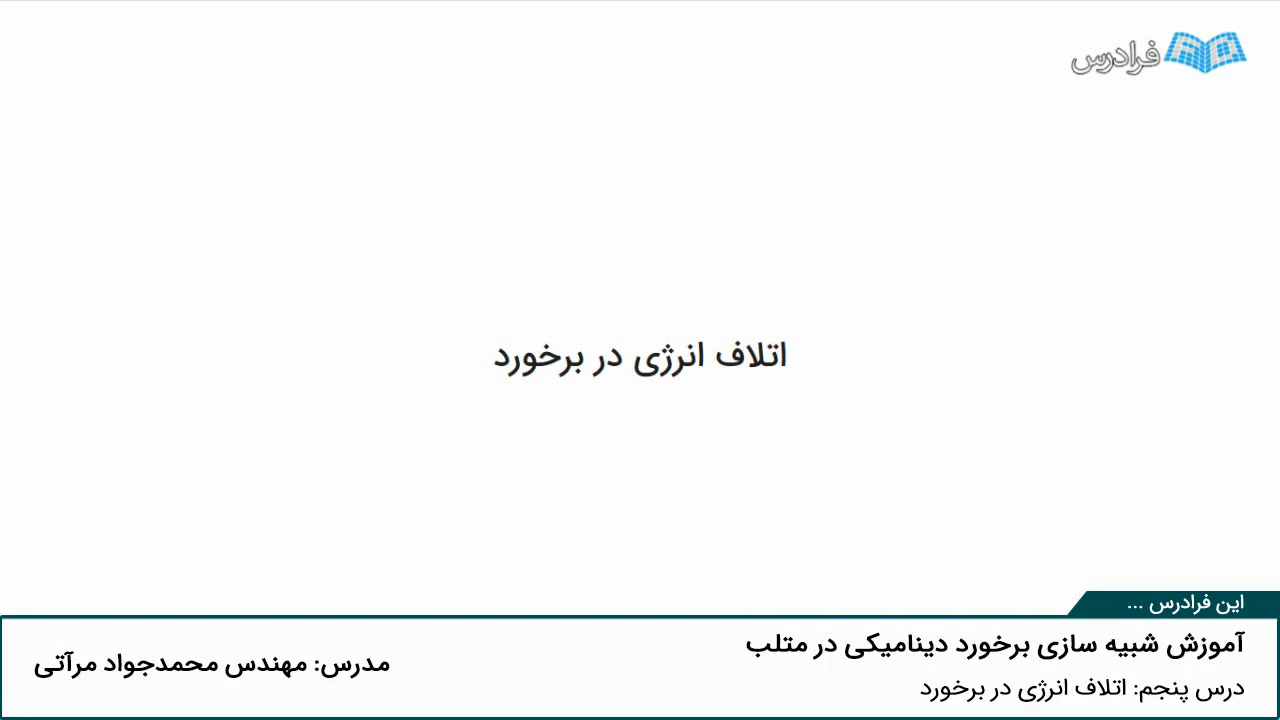 فرادرس
اتلاف انرژی در برخورد
این فرادرس ...
آموزش شبیه سازی برخورد دینامیکی در متلب
درس پنجم: اتلاف انرژی در برخورد
مدرس: مهندس محمدجواد مرآتی